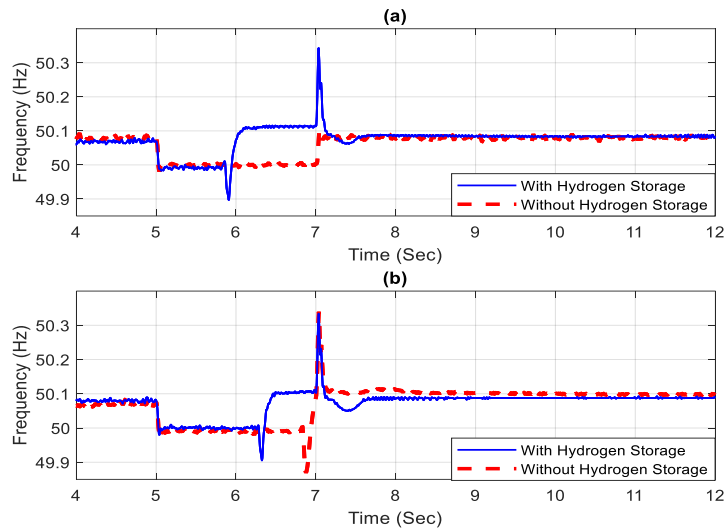 (a)
Frequency (Hz)
50.3
50.2
50.1
50
49.9
With Hydrogen Storage
Without Hydrogen Storage
4 5 6 7 8 9 10 11 12
Time (Sec)
(b)
Frequency (Hz)
50.3
50.2
50.1
50
49.9
With Hydrogen Storage
Without Hydrogen Storage
4 5 6 7 8 9 10 11 12
Time (Sec)